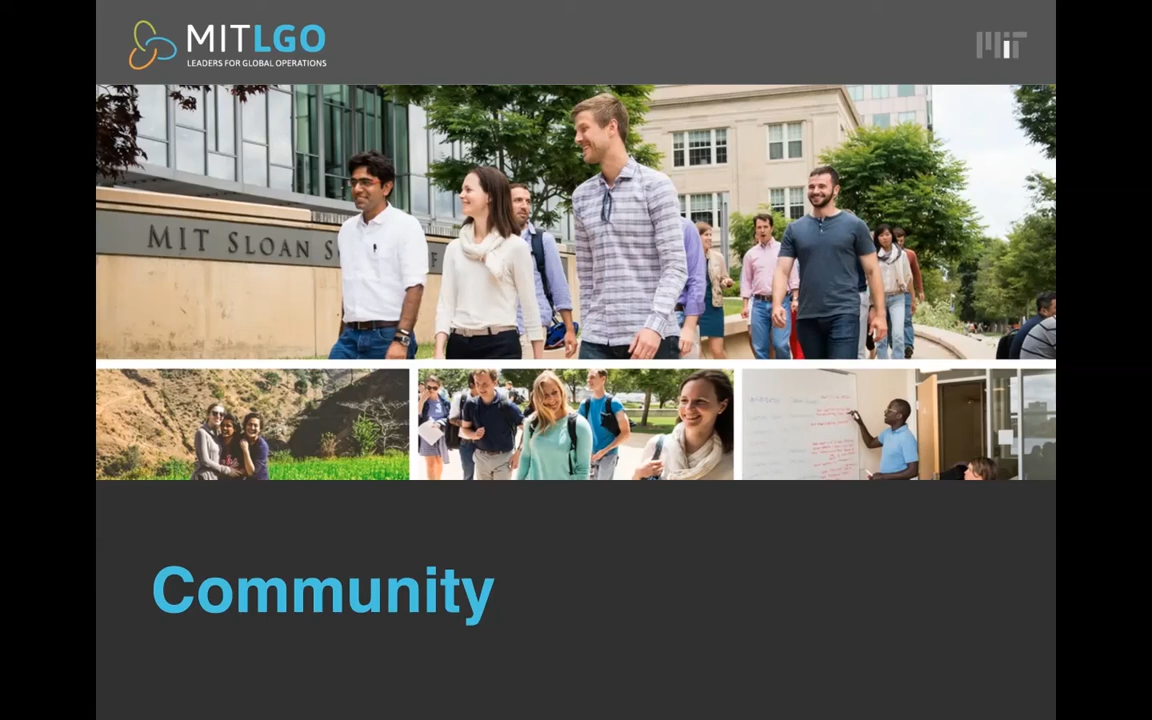 MITLGO
LEADERS FOR GLOBAL OPERATIONS
MIT
MIT SLOAN
Community